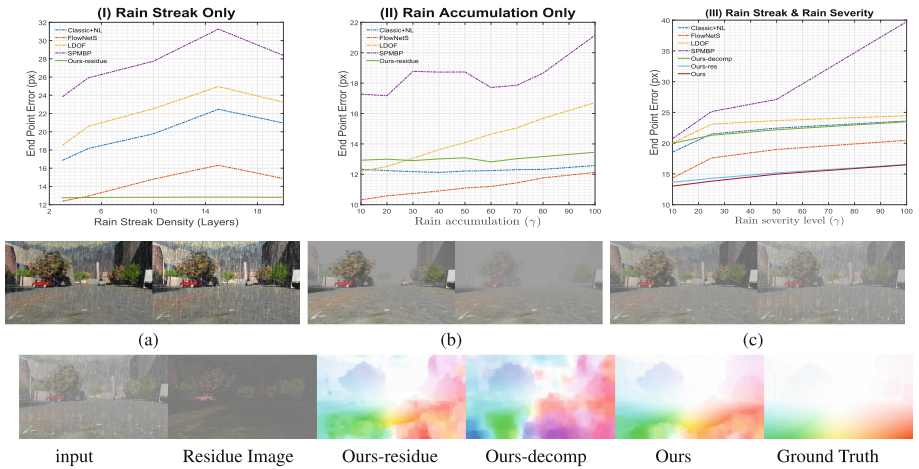 (I) Rain Streak Only
32
30
28
26
24
22
20
18
16
14
12
2
6
10
14
18
End Point Error (px)
Rain Streak Density (Layers)
Classic+NL
FlowNetS
LDOF
SPMBP
Ours-residue
(II) Rain Accumulation Only
22
20
18
16
14
12
10
10
20
30
40
50
60
70
80
90
100
End Point Error (px)
Rain accumulation (γ)
Classic+NL
FlowNetS
LDOF
SPMBP
Ours-residue
(III) Rain Streak & Rain Severity
40
35
30
25
20
15
10
10
20
30
40
50
60
70
80
90
100
End Point Error (px)
Rain severity level (γ)
Classic+NL
FlowNetS
LDOF
SPMBP
Ours-decomp
Ours-res
Ours
(a)
(b)
(c)
input
Residue Image
Ours-residue
Ours-decomp
Ours
Ground Truth